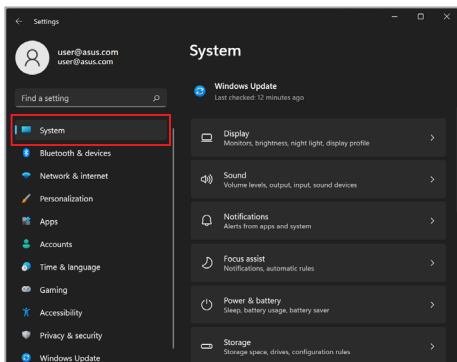 Settings
user@asus.com
user@asus.com
Find a setting
System
Bluetooth & devices
Network & internet
Personalization
Apps
Accounts
Time & language
Gaming
Accessibility
Privacy & security
Windows Update
System
Windows Update
Last checked: 12 minutes ago
Display
Monitors, brightness, night light, display profile
Sound
Volume levels, output, input, sound devices
Notifications
Alerts from apps and system
Focus assist
Notifications, automatic rules
Power & battery
Sleep, battery usage, battery saver
Storage
Storage space, drives, configuration rules